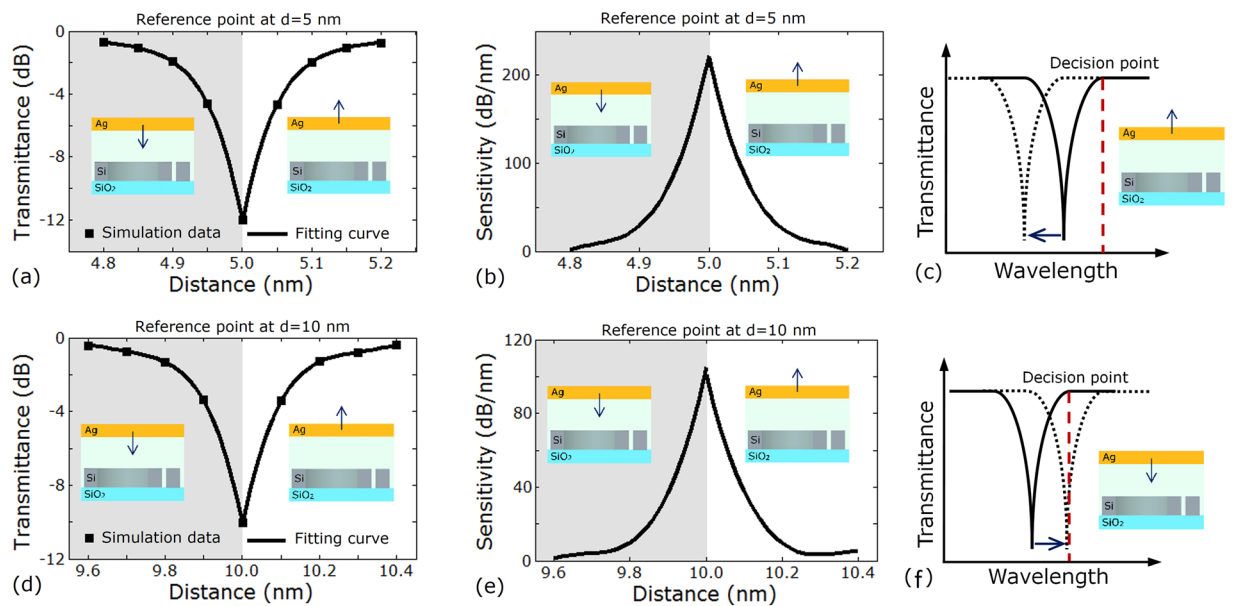 Reference point at d=5 nm
Transmittance (dB)
0
-4
-8
-12
Ag
Si
SiO₂
Ag
Si
SiO₂
Simulation data
Fitting curve
4.8 4.9 5.0 5.1 5.2
Distance (nm)
(a)
Reference point at d=5 nm
Sensitivity (dB/nm)
200
100
0
Ag
Si
SiO₂
Ag
Si
SiO₂
4.8 4.9 5.0 5.1 5.2
Distance (nm)
(b)
Decision point
Transmittance
Ag
Si
SiO₂
Wavelength
(c)
Reference point at d=10 nm
Transmittance (dB)
0
-4
-8
-12
Ag
Si
SiO₂
Ag
Si
SiO₂
Simulation data
Fitting curve
9.6 9.8 10.0 10.2 10.4
Distance (nm)
(d)
Reference point at d=10 nm
Sensitivity (dB/nm)
120
80
40
0
Ag
Si
SiO₂
Ag
Si
SiO₂
9.6 9.8 10.0 10.2 10.4
Distance (nm)
(e)
Decision point
Transmittance
Ag
Si
SiO₂
Wavelength
(f)